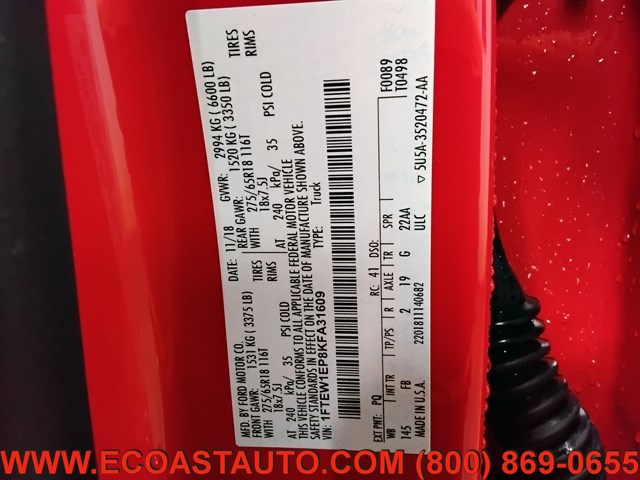 MFD. BY FORD MOTOR CO.
DATE: 11/18 GVWR: 2994 KG ( 6600 LB)
FRONT GAWR: 1531 KG ( 3375 LB) REAR GAWR: 1520 KG ( 3350 LB)
WITH 275/65R18 116T TIRES WITH 275/65R18 116T TIRES
18x7.5J RIMS 18x7.5J RIMS
AT 240 kPa/ 35 PSI COLD AT 240 kPa/ 35 PSI COLD
THIS VEHICLE CONFORMS TO ALL APPLICABLE FEDERAL MOTOR VEHICLE
SAFETY STANDARDS IN EFFECT ON THE DATE OF MANUFACTURE SHOWN ABOVE.
VIN: 1FTEW1EP8KFA31609 TYPE: Truck
F0089
T0498
EXT PNT: PQ RC: 41 DSO:
WB INT TR TP/PS R AXLE TR SPR
145 FB 2 19 G 22AA
MADE IN U.S.A. 2201811140682 ULC ▽ 5U5A-3520472-AA
WWW.ECOASTAUTO.COM (800) 869-0655